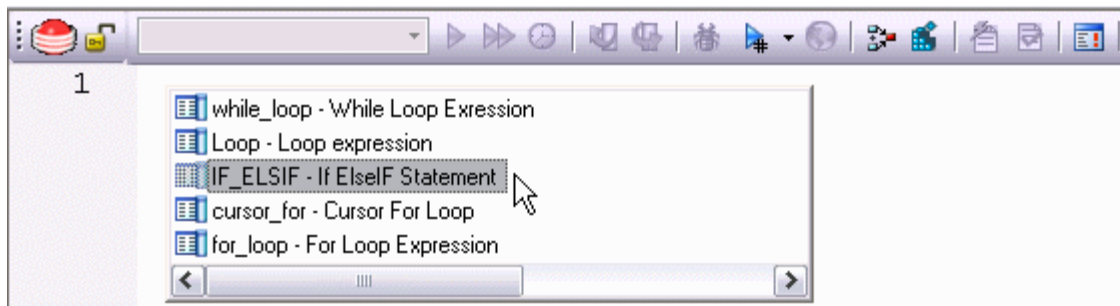 1
while_loop - While Loop Exression
Loop - Loop expression
IF_ELSIF - If ElseIF Statement
cursor_for - Cursor For Loop
for_loop - For Loop Expression